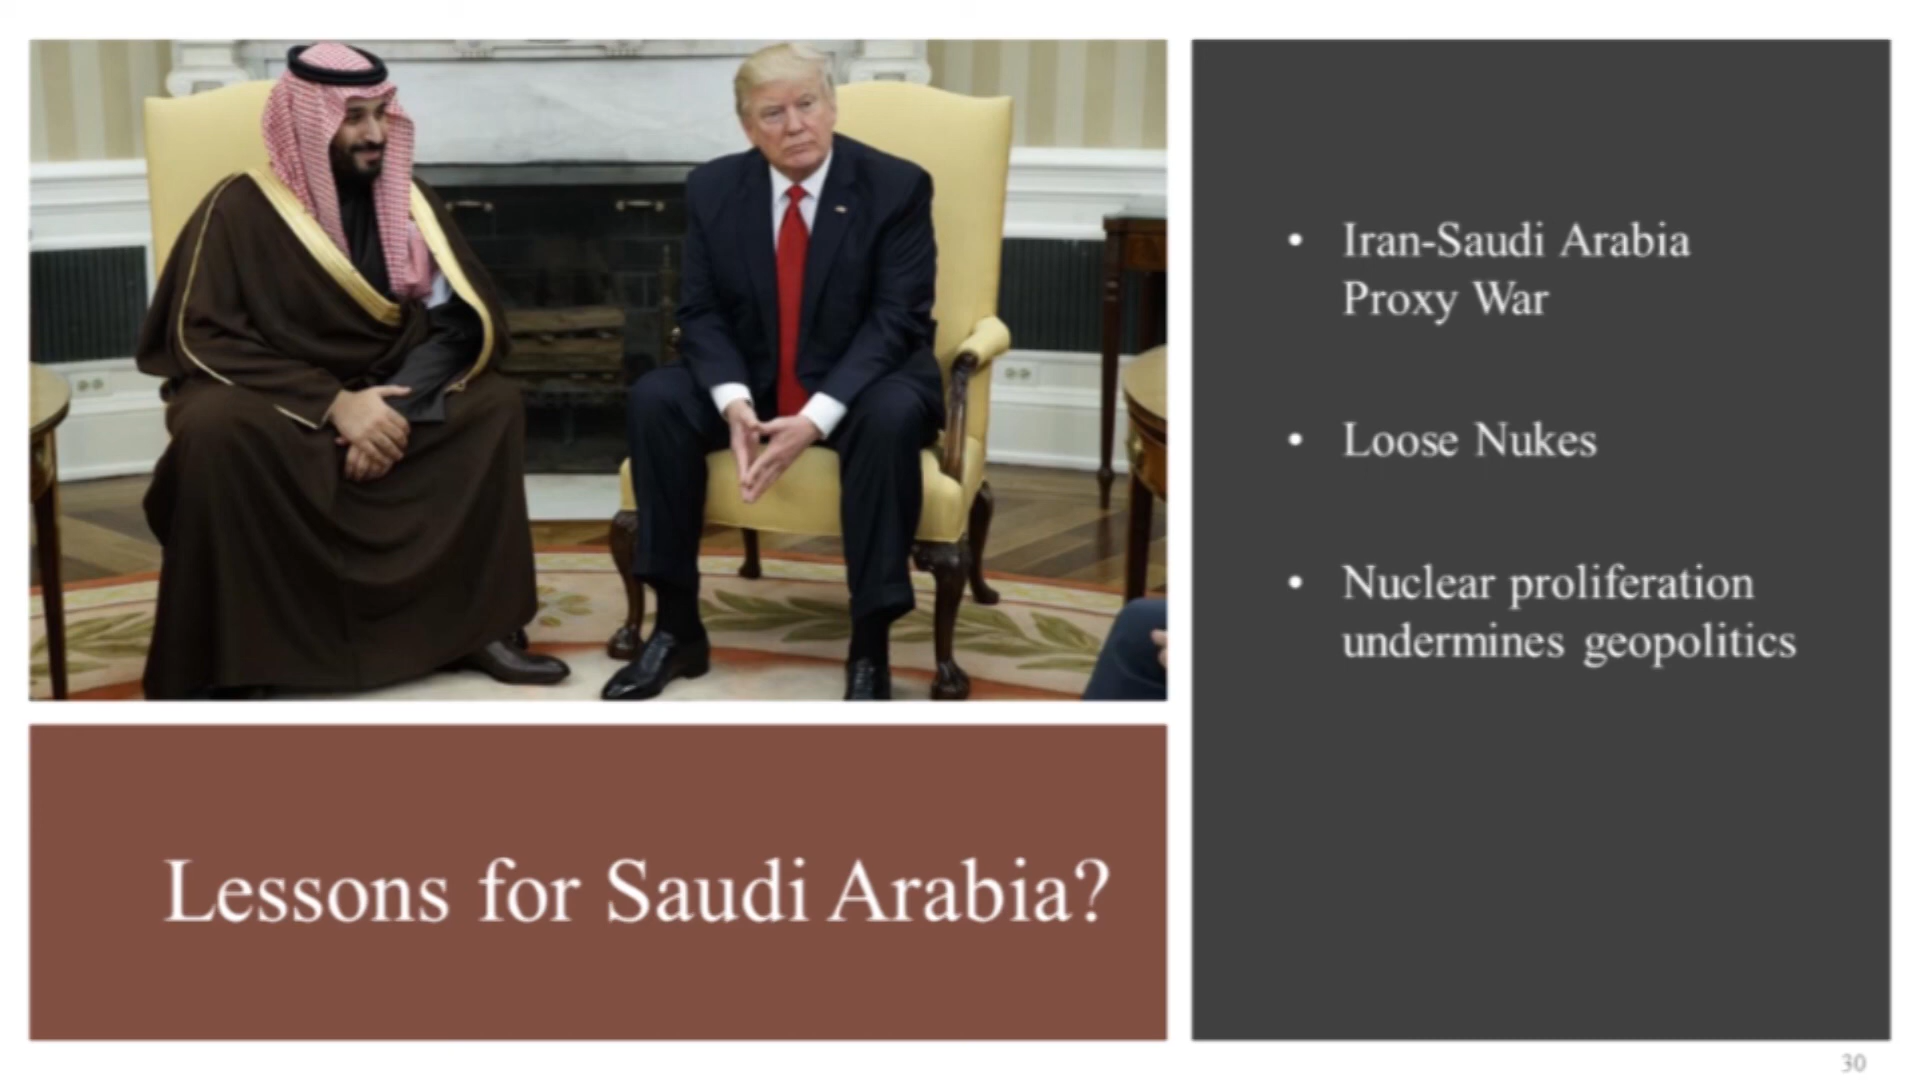 Lessons for Saudi Arabia?
• Iran-Saudi Arabia
Proxy War
• Loose Nukes
• Nuclear proliferation
undermines geopolitics
30